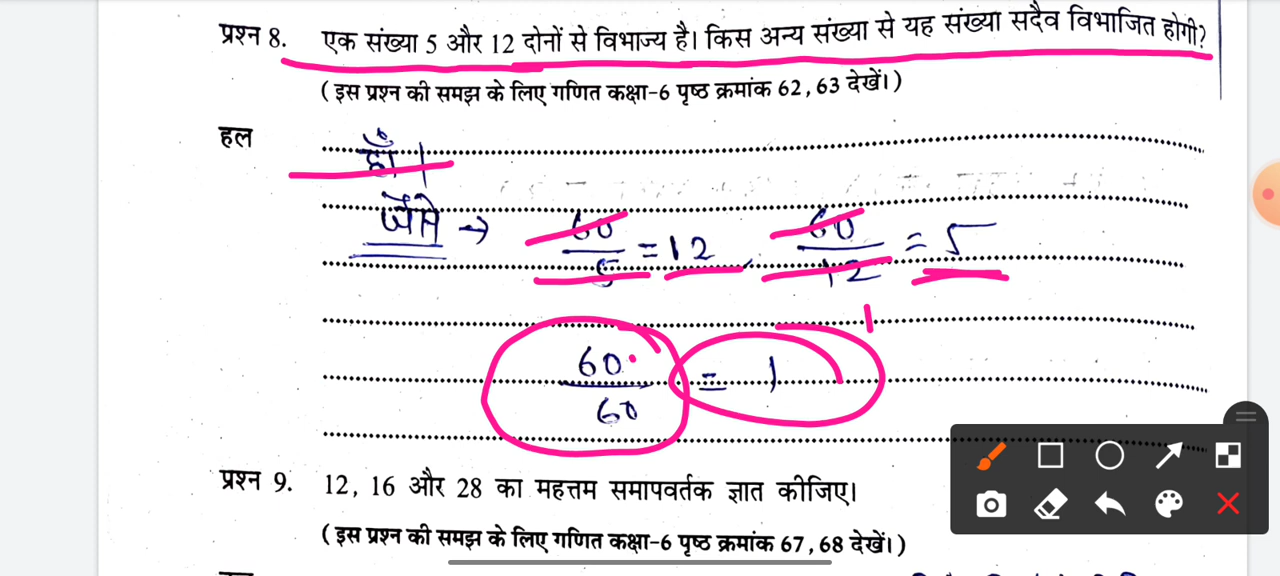 प्रश्न 8. एक संख्या 5 और 12 दोनों से विभाज्य है। किस अन्य संख्या से यह संख्या सदैव विभाजित होगी?
(इस प्रश्न की समझ के लिए गणित कक्षा-6 पृष्ठ क्रमांक 62, 63 देखें।)
हल
हाँ।
जैसे → 60/5 = 12, 60/12 = 5
60/60 = 1
प्रश्न 9. 12, 16 और 28 का महत्तम समापवर्तक ज्ञात कीजिए।
(इस प्रश्न की समझ के लिए गणित कक्षा-6 पृष्ठ क्रमांक 67, 68 देखें।)